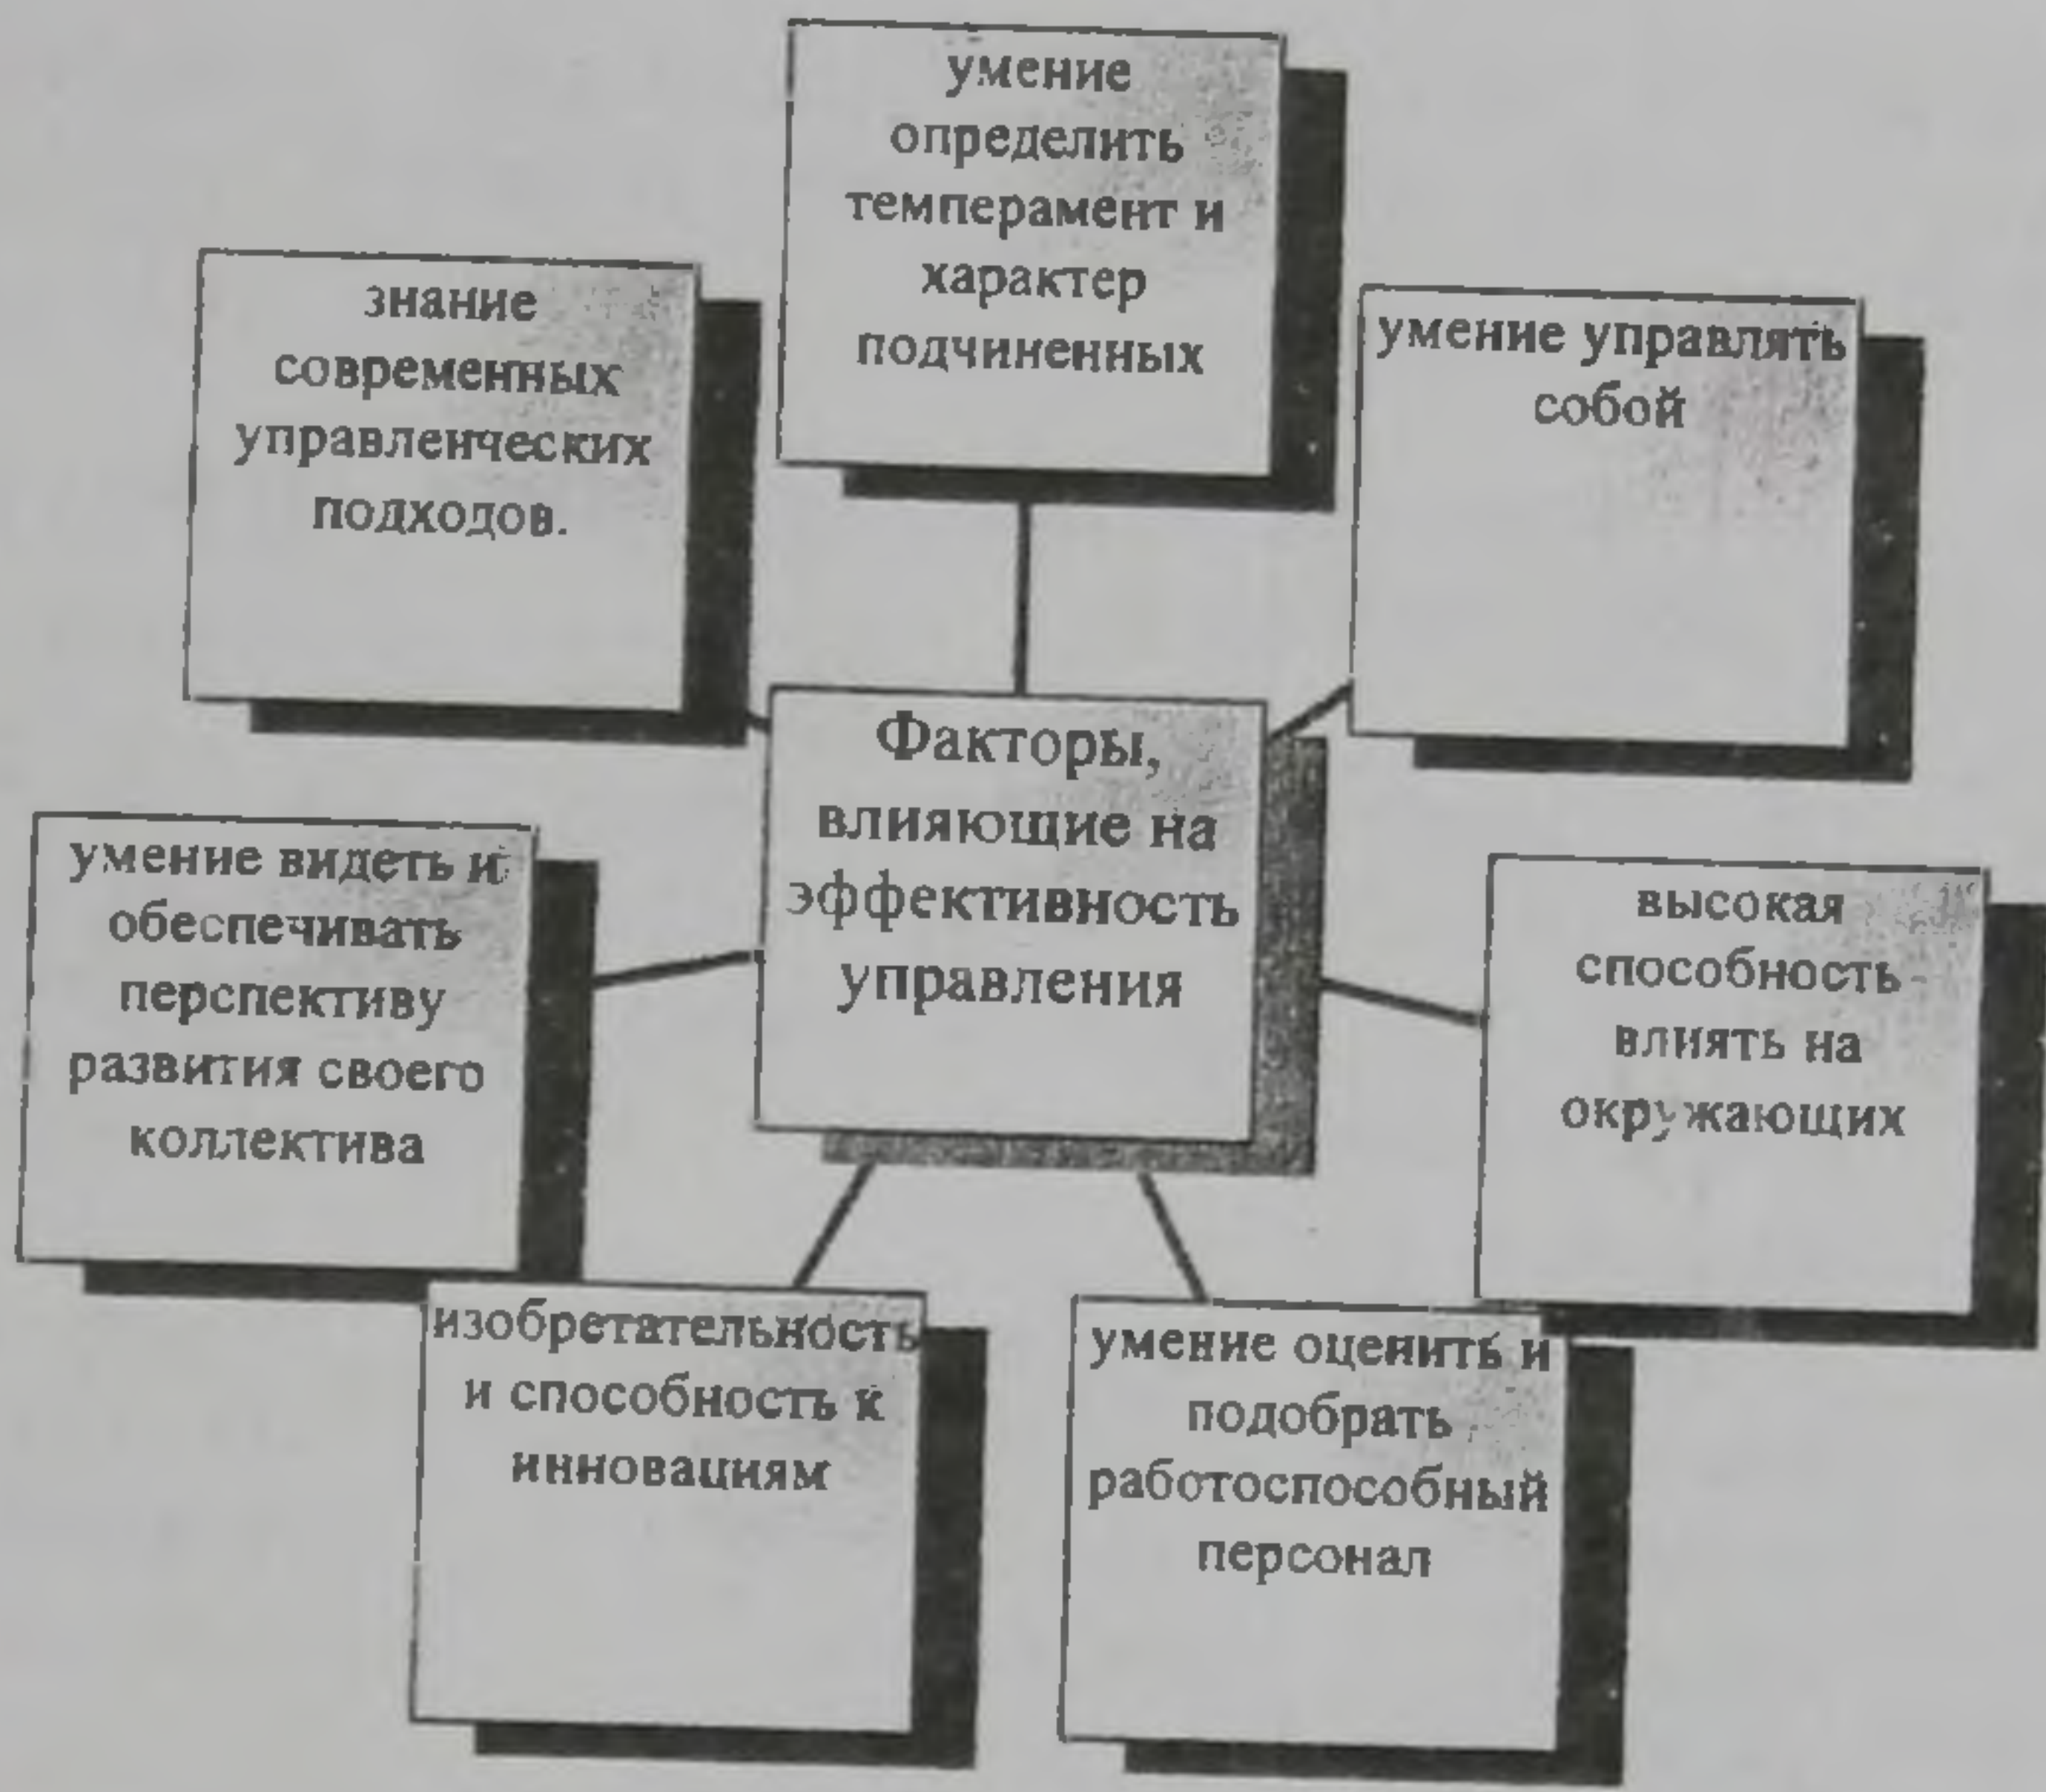 умение
определить
темперамент и
характер
подчиненных
знание
современных
управленческих
подходов.
умение управлять
собой
Факторы,
влияющие на
эффективность
управления
умение видеть и
обеспечивать
перспективу
развития своего
коллектива
высокая
способность
влиять на
окружающих
изобретательность
и способность к
инновациям
умение оценить и
подобрать
работоспособный
персонал